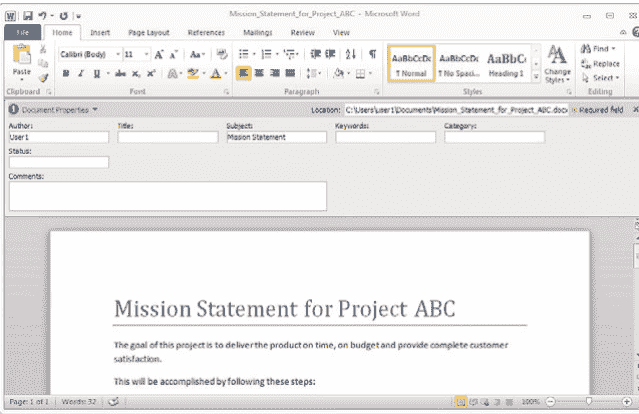 Mission_Statement_for_Project_ABC - Microsoft Word
File Home Insert Page Layout References Mailings Review View
Calibri (Body) 11
AaBbCcDc AaBbCcDc AaBbC
Paste
¶ Normal ¶ No Spaci... Heading 1
Change Styles
Find
Replace
Select
Clipboard Font Paragraph Styles Editing
Document Properties Location: C:\Users\user1\Documents\Mission_Statement_for_Project_ABC.docx * Required field
Author: Title: Subject: Keywords: Category:
User1 Mission Statement
Status:
Comments:
Mission Statement for Project ABC
The goal of this project is to deliver the product on time, on budget and provide complete customer
satisfaction.
This will be accomplished by following these steps:
Page: 1 of 1 Words: 32 100%